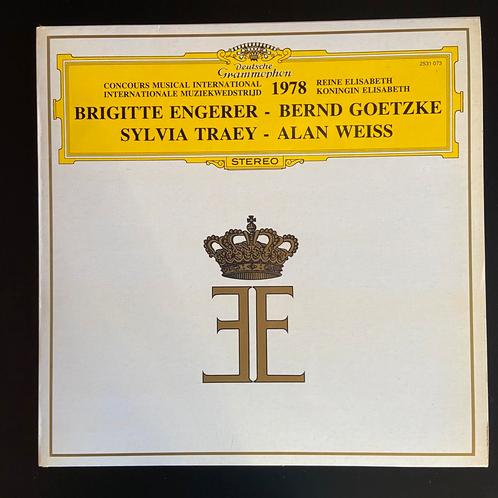 Deutsche
Grammophon
2531 073
CONCOURS MUSICAL INTERNATIONAL 1978 REINE ELISABETH
INTERNATIONALE MUZIEKWEDSTRIJD KONINGIN ELISABETH
BRIGITTE ENGERER - BERND GOETZKE
SYLVIA TRAEY - ALAN WEISS
STEREO
EE